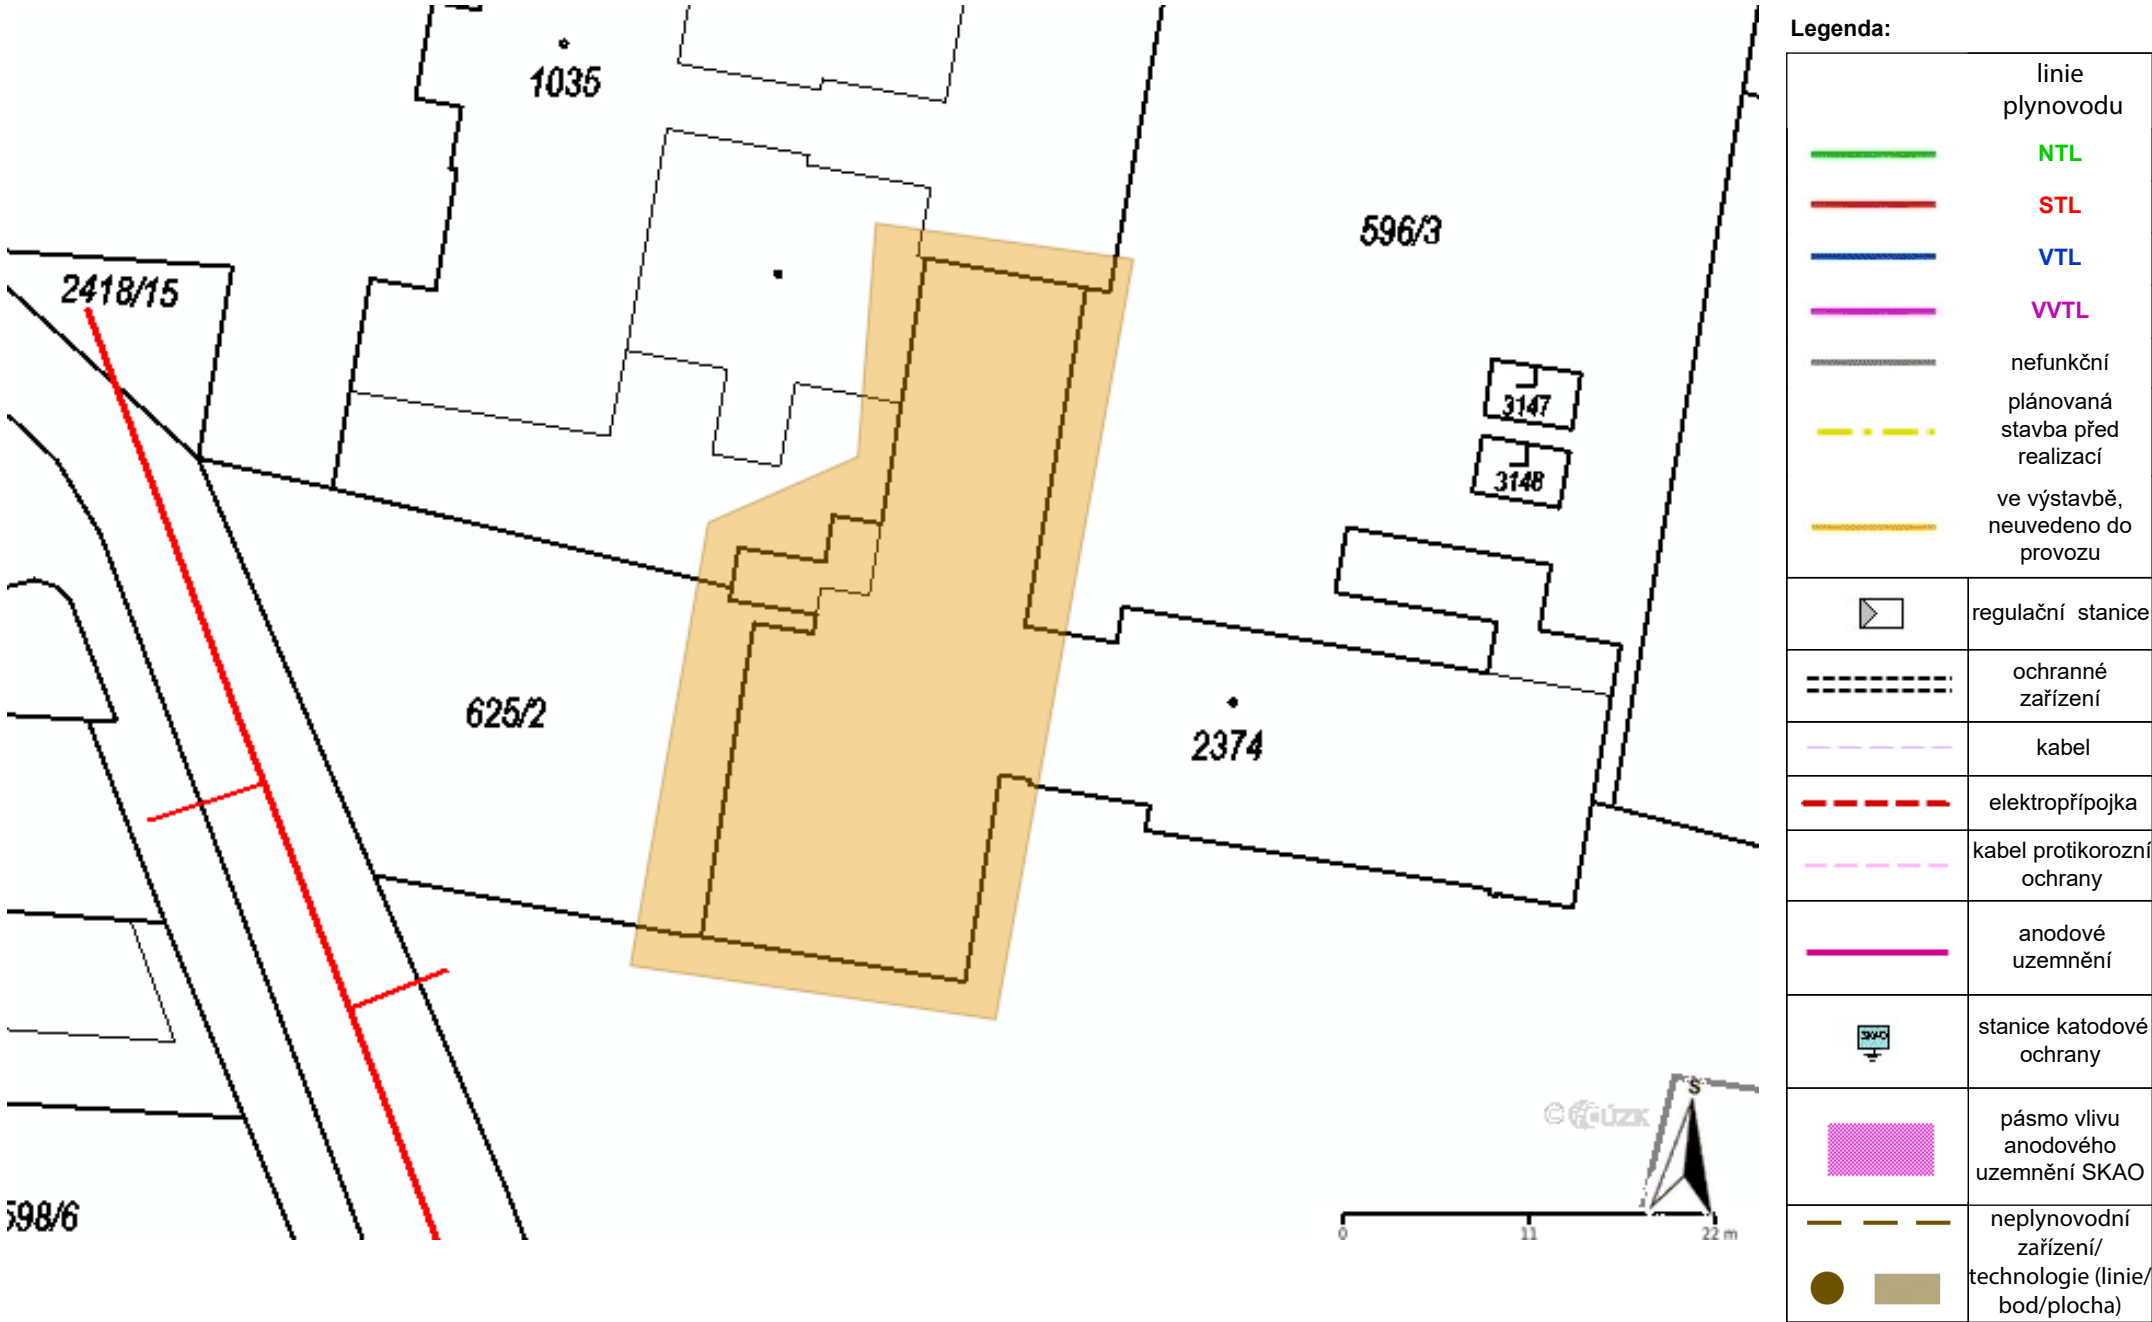 1035
596/3
2418/15
3147
3148
625/2
2374
598/6
© ČÚZK
S
0 11 22 m
Legenda:
linie
plynovodu
NTL
STL
VTL
VVTL
nefunkční
plánovaná
stavba před
realizací
ve výstavbě,
neuvedeno do
provozu
regulační stanice
ochranné
zařízení
kabel
elektropřípojka
kabel protikorozní
ochrany
anodové
uzemnění
SKAO
stanice katodové
ochrany
pásmo vlivu
anodového
uzemnění SKAO
neplynovodní
zařízení/
technologie (linie/
bod/plocha)